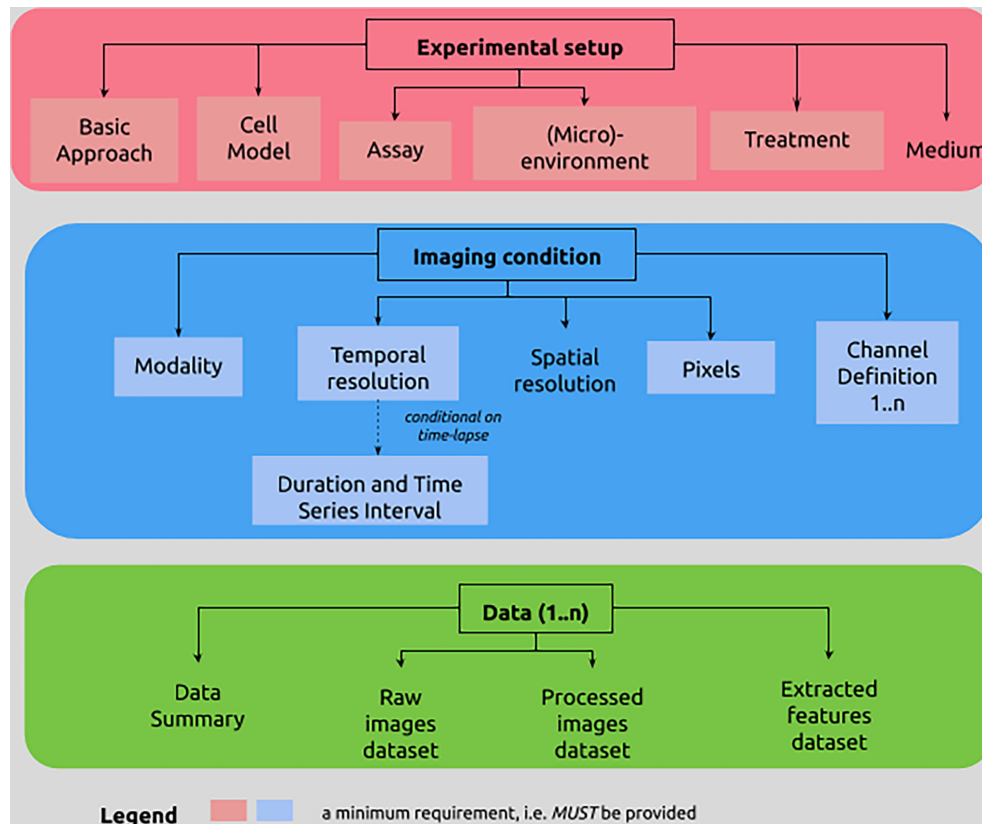 Experimental setup
Basic
Approach
Cell
Model
Assay
(Micro)-
environment
Treatment
Medium
Imaging condition
Modality
Temporal
resolution
Spatial
resolution
Pixels
Channel
Definition
1..n
conditional on
time-lapse
Duration and Time
Series Interval
Data (1..n)
Data
Summary
Raw
images
dataset
Processed
images
dataset
Extracted
features
dataset
Legend
a minimum requirement, i.e. MUST be provided